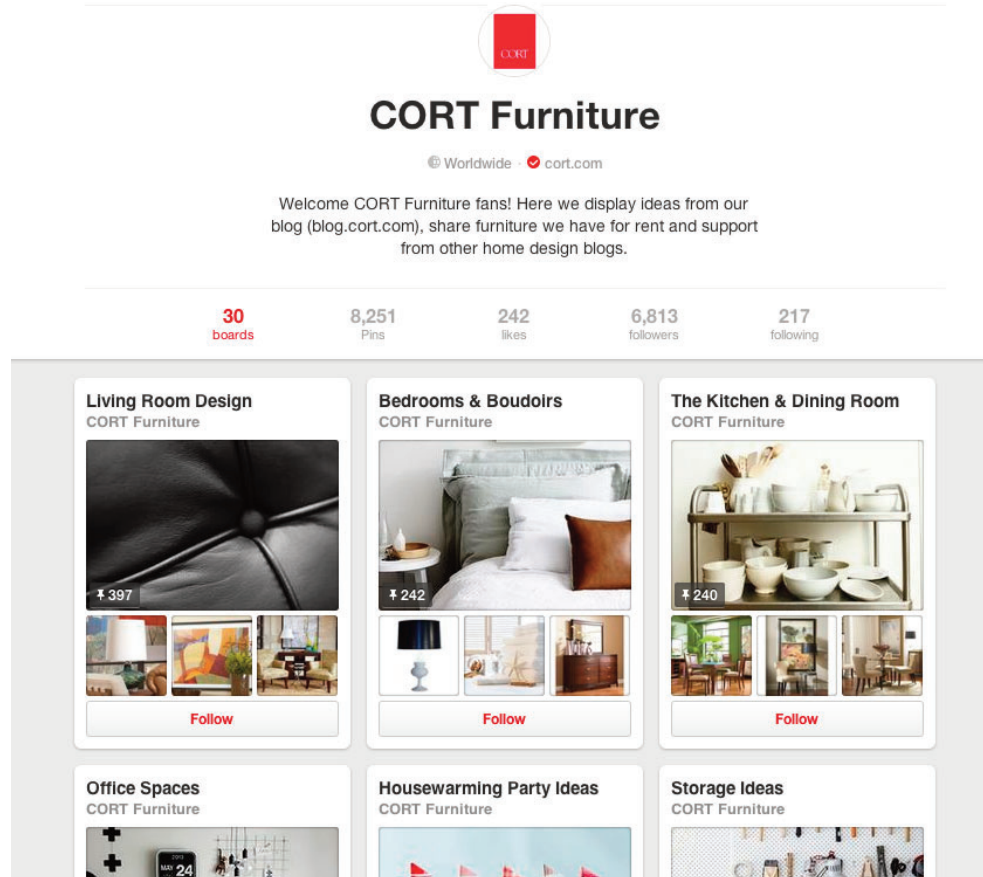 CORT
CORT Furniture
Worldwide · cort.com
Welcome CORT Furniture fans! Here we display ideas from our
blog (blog.cort.com), share furniture we have for rent and support
from other home design blogs.
30 8,251 242 6,813 217
boards Pins likes followers following
Living Room Design
CORT Furniture
397
Follow
Bedrooms & Boudoirs
CORT Furniture
242
Follow
The Kitchen & Dining Room
CORT Furniture
240
Follow
Office Spaces
CORT Furniture
MAY 24
Housewarming Party Ideas
CORT Furniture
Storage Ideas
CORT Furniture